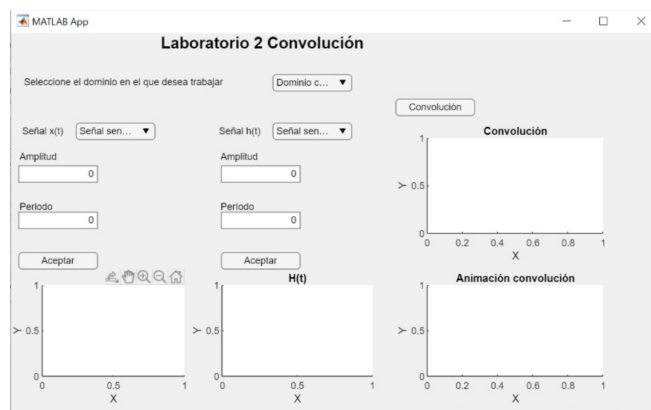 MATLAB App
Laboratorio 2 Convolución
Seleccione el dominio en el que desea trabajar
Dominio c...
Convolución
Señal x(t)
Señal sen...
Señal h(t)
Señal sen...
Amplitud
0
Amplitud
0
Periodo
0
Período
0
Aceptar
Aceptar
Convolución
1
0.5
0
Y
0 0.2 0.4 0.6 0.8 1
X
1
0.5
0
Y
0 0.5 1
X
H(t)
1
0.5
0
Y
0 0.5 1
X
Animación convolución
1
0.5
0
Y
0 0.2 0.4 0.6 0.8 1
X